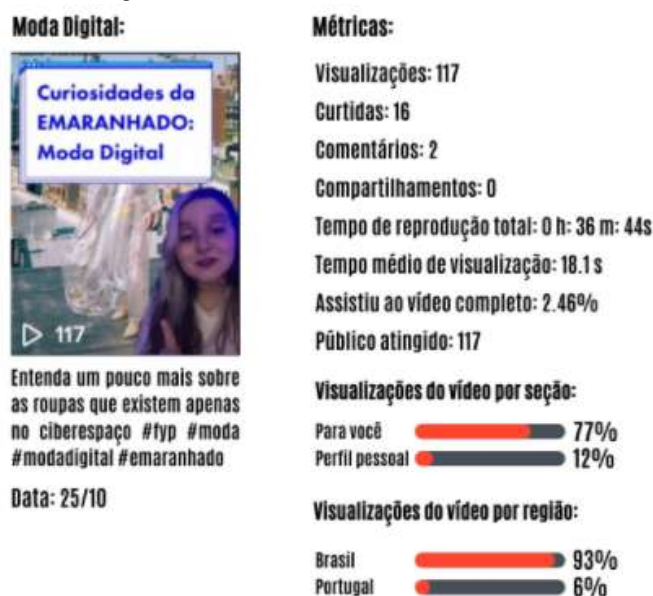 Moda Digital:
Curiosidades da
EMARANHADO:
Moda Digital
117
Entenda um pouco mais sobre
as roupas que existem apenas
no ciberespaço #fyp #moda
#modadigital #emaranhado
Data: 25/10
Métricas:
Visualizações: 117
Curtidas: 16
Comentários: 2
Compartilhamentos: 0
Tempo de reprodução total: 0 h: 36 m: 44s
Tempo médio de visualização: 18.1 s
Assistiu ao vídeo completo: 2.46%
Público atingido: 117
Visualizações do vídeo por seção:
Para você 77%
Perfil pessoal 12%
Visualizações do vídeo por região:
Brasil 93%
Portugal 6%